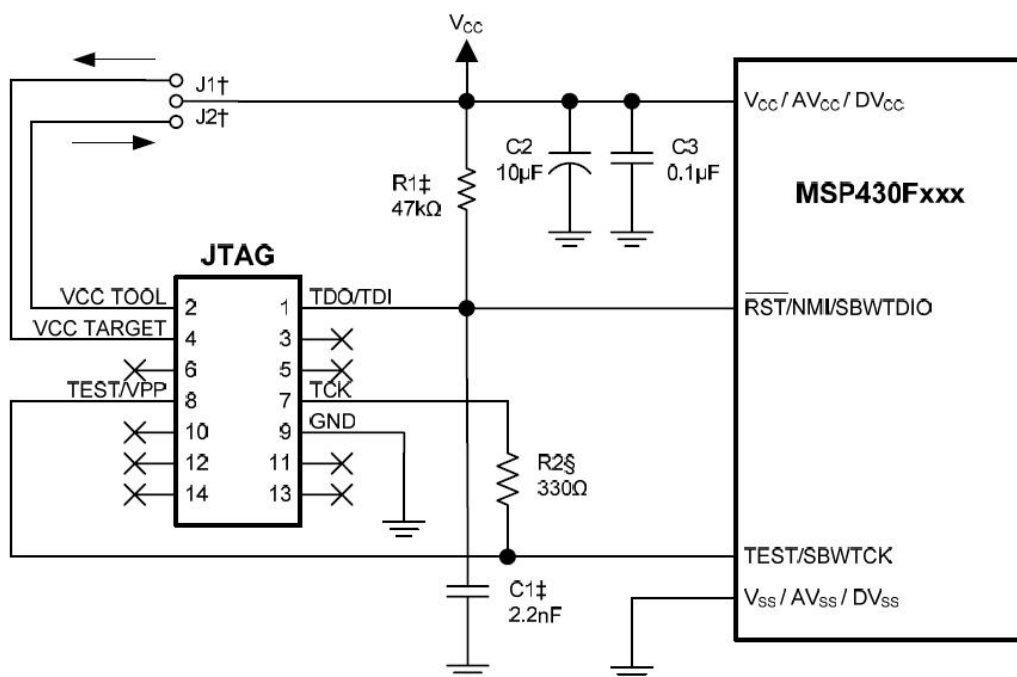 VCC
J1†
J2†
VCC / AVCC / DVCC
C2
10µF
C3
0.1µF
R1‡
47kΩ
MSP430Fxxx
JTAG
VCC TOOL
2
1
TDO/TDI
RST/NMI/SBWTDIO
VCC TARGET
4
3
6
5
TEST/VPP
8
7
TCK
10
9
GND
12
11
14
13
R2§
330Ω
TEST/SBWTCK
C1‡
2.2nF
VSS / AVSS / DVSS